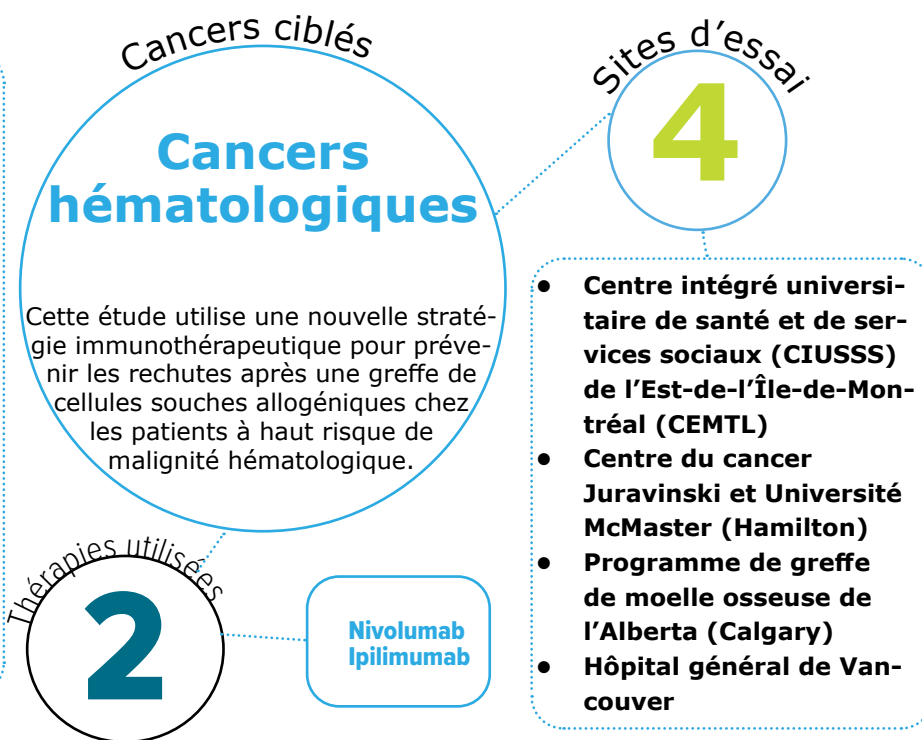 Cancers ciblés
Cancers
hématologiques
Cette étude utilise une nouvelle straté-
gie immunothérapeutique pour préve-
nir les rechutes après une greffe de
cellules souches allogéniques chez
les patients à haut risque de
malignité hématologique.
Sites d’essai
4
• Centre intégré universi-
taire de santé et de ser-
vices sociaux (CIUSSS)
de l’Est-de-l’Île-de-Mon-
tréal (CEMTL)
• Centre du cancer
Juravinski et Université
McMaster (Hamilton)
• Programme de greffe
de moelle osseuse de
l’Alberta (Calgary)
• Hôpital général de Van-
couver
Thérapies utilisées
2
Nivolumab
Ipilimumab